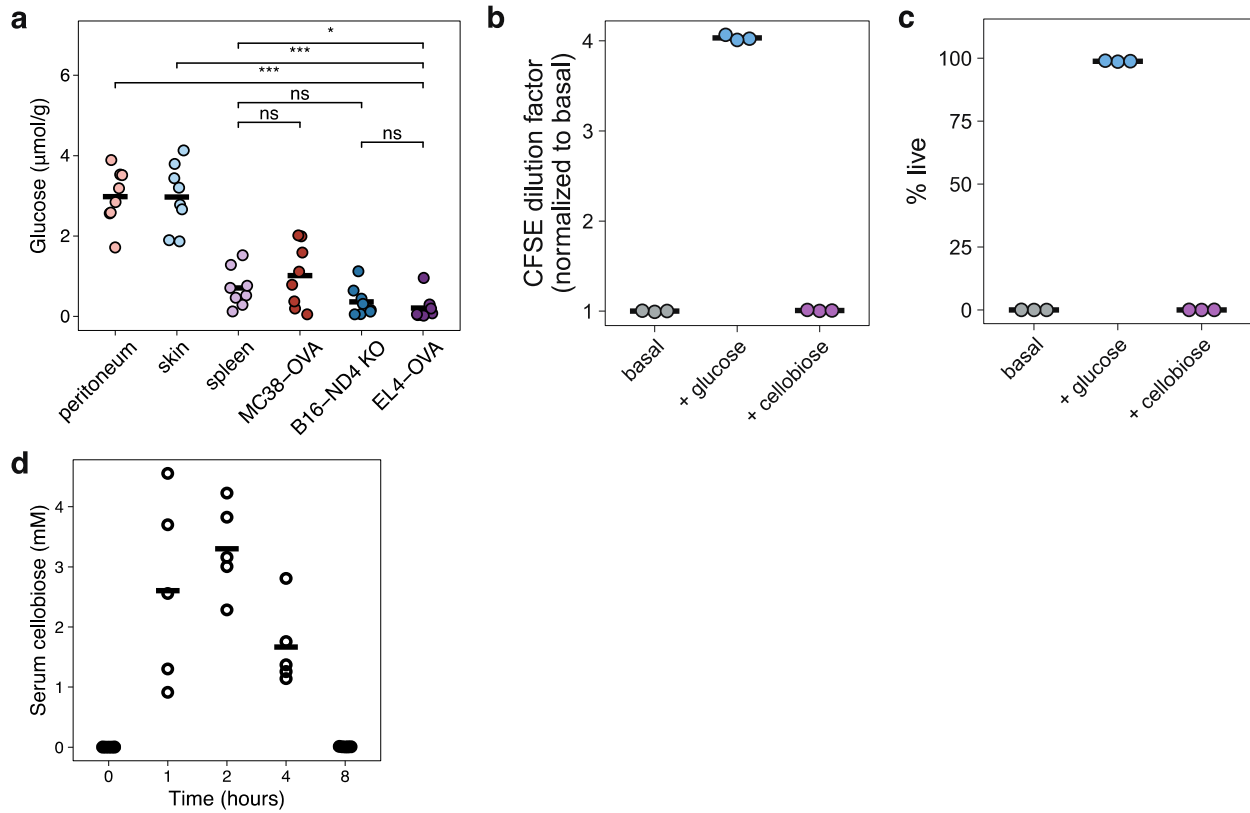 a
Glucose (μmol/g)
6
4
2
0
*
***
***
ns
ns
ns
peritoneum
skin
spleen
MC38–OVA
B16–ND4 KO
EL4–OVA
b
CFSE dilution factor
(normalized to basal)
4
3
2
1
basal
+ glucose
+ cellobiose
c
% live
100
75
50
25
0
basal
+ glucose
+ cellobiose
d
Serum cellobiose (mM)
4
3
2
1
0
0 1 2 4 8
Time (hours)